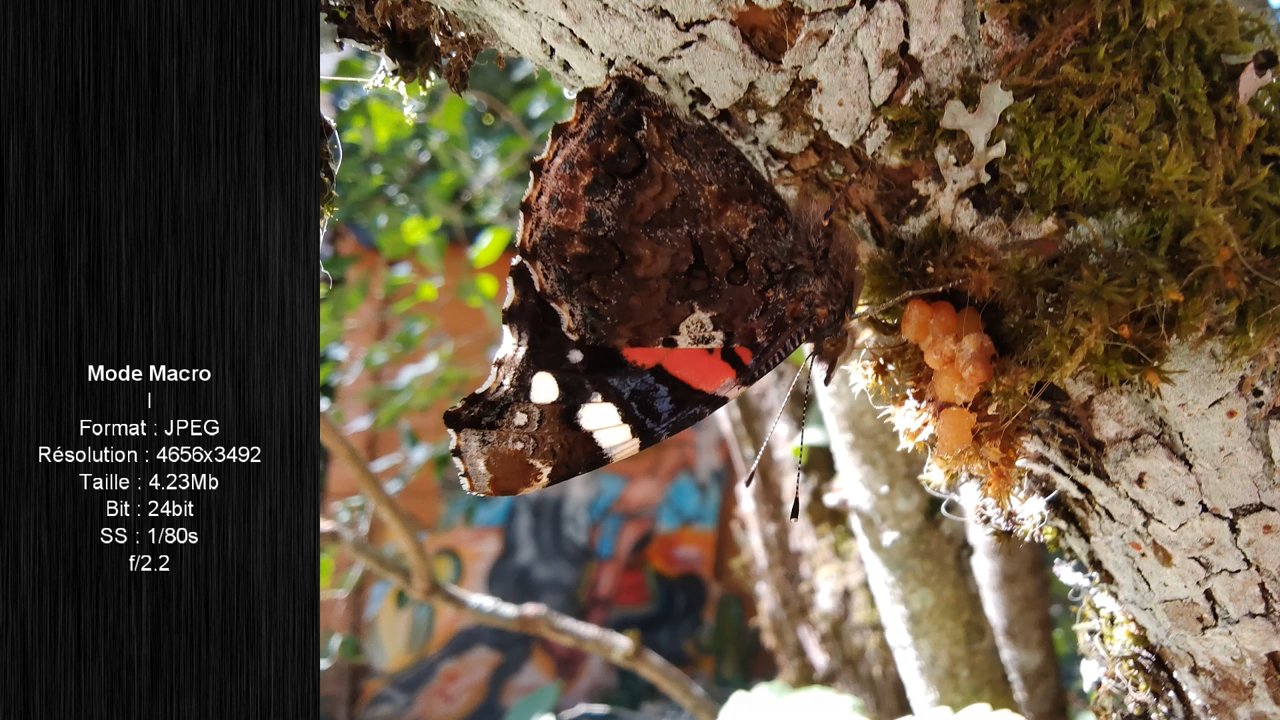 Mode Macro
|
Format : JPEG
Résolution : 4656x3492
Taille : 4.23Mb
Bit : 24bit
SS : 1/80s
f/2.2